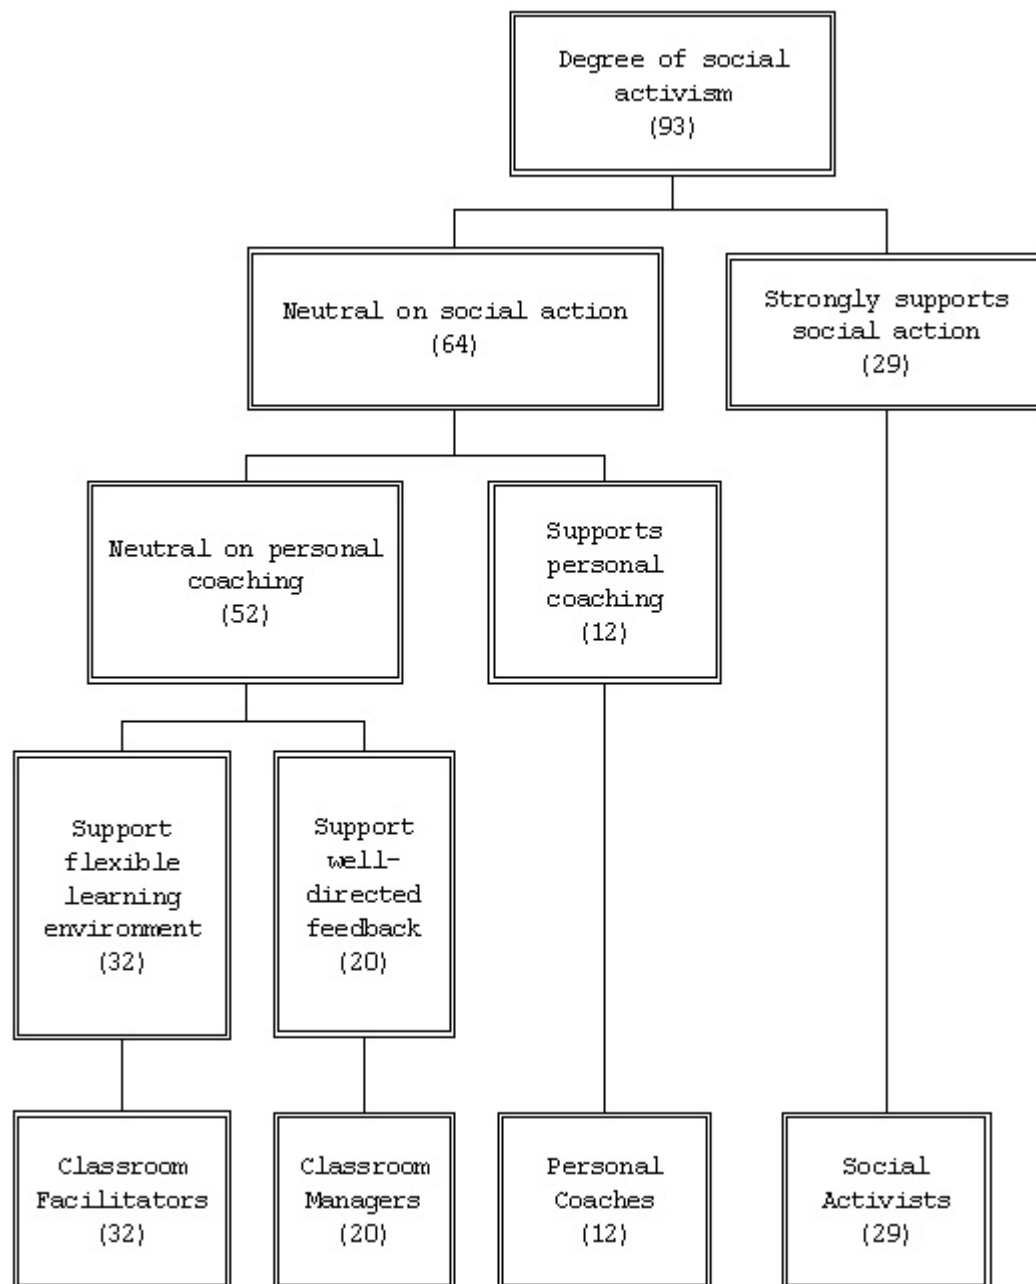 Degree of social
activism
(93)
Neutral on social action
(64)
Strongly supports
social action
(29)
Neutral on personal
coaching
(52)
Supports
personal
coaching
(12)
Support
flexible
learning
environment
(32)
Support
well-
directed
feedback
(20)
Classroom
Facilitators
(32)
Classroom
Managers
(20)
Personal
Coaches
(12)
Social
Activists
(29)